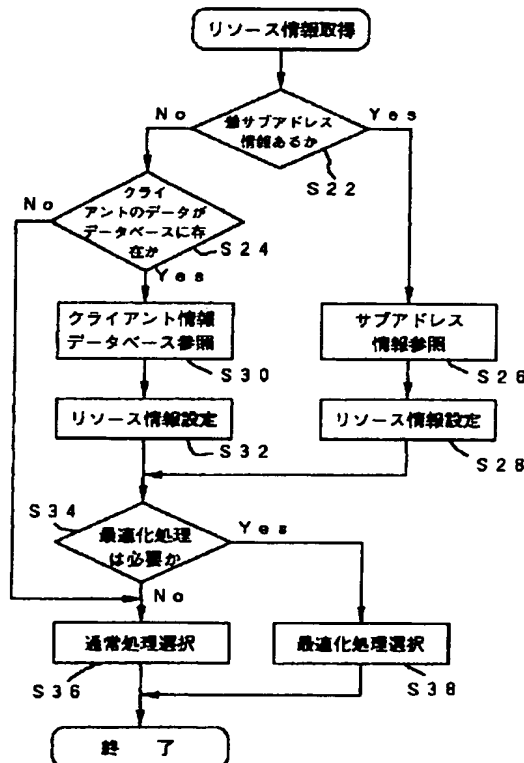 リソース情報取得
No
サブアドレス
情報あるか
Yes
S22
No
クライ
アントのデータが
データベースに存
在か
S24
Yes
クライアント情報
データベース参照
S30
サブアドレス
情報参照
S26
リソース情報設定
S32
リソース情報設定
S28
S34
最適化処理
は必要か
Yes
No
通常処理選択
S36
最適化処理選択
S38
終 了